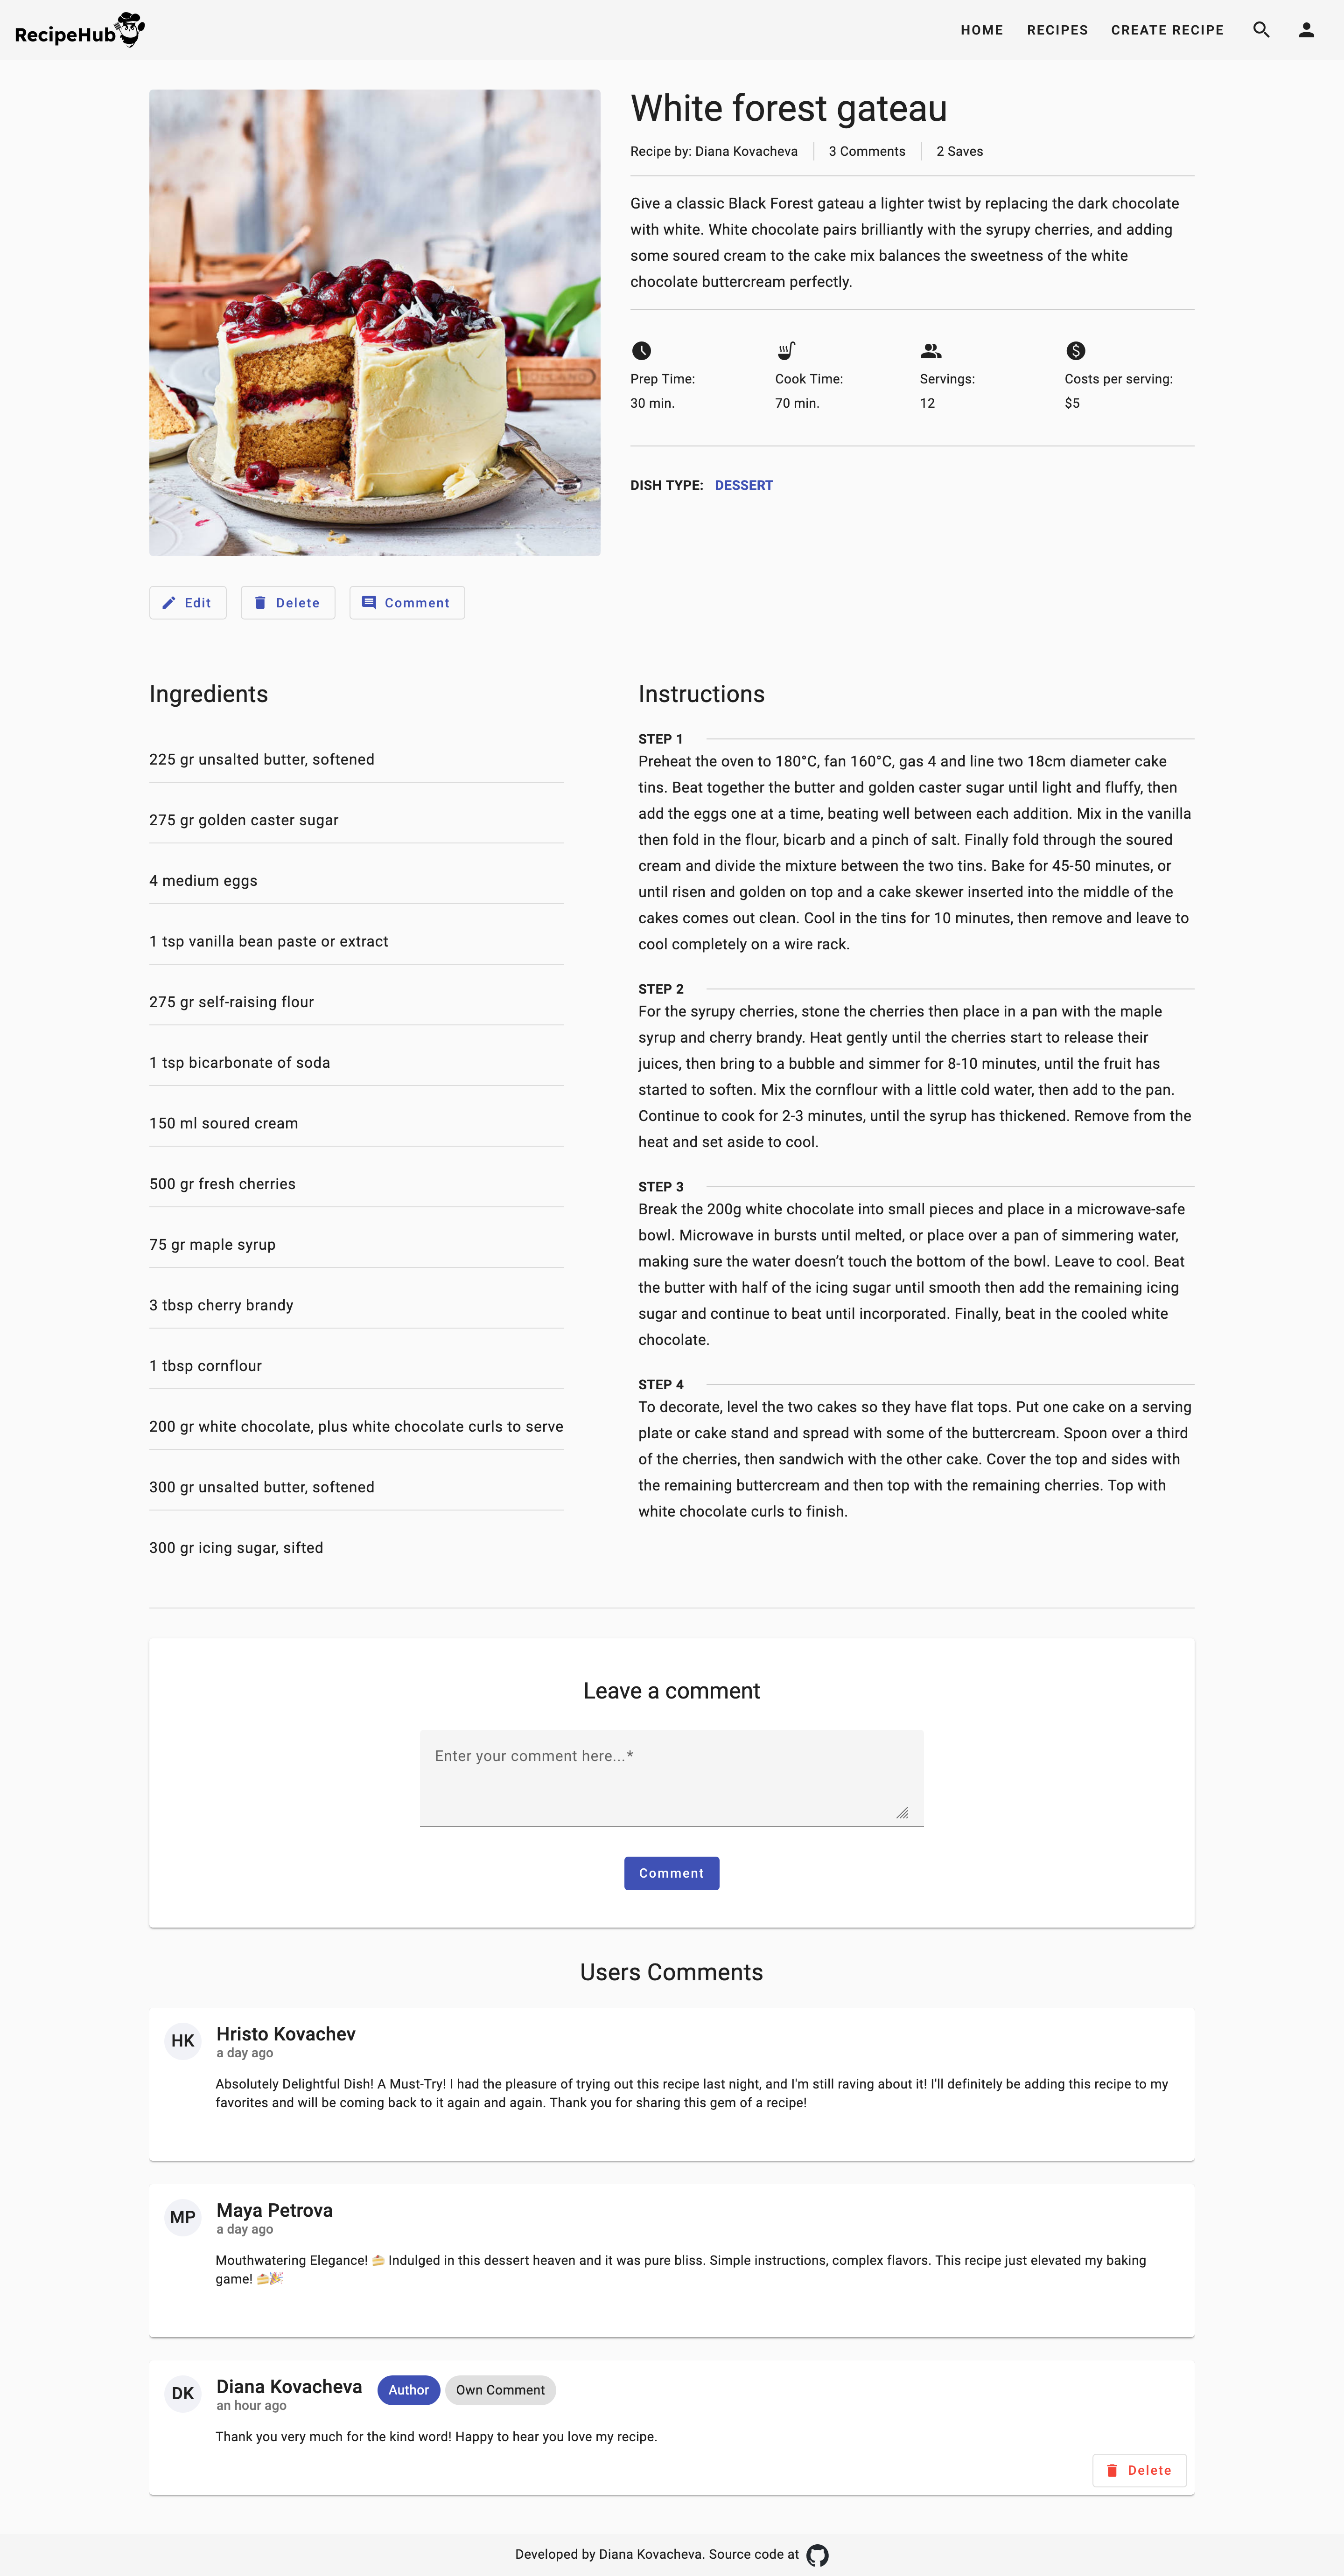 RecipeHub
HOME RECIPES CREATE RECIPE
White forest gateau
Recipe by: Diana Kovacheva 3 Comments 2 Saves
Give a classic Black Forest gateau a lighter twist by replacing the dark chocolate
with white. White chocolate pairs brilliantly with the syrupy cherries, and adding
some soured cream to the cake mix balances the sweetness of the white
chocolate buttercream perfectly.
Prep Time: Cook Time: Servings: Costs per serving:
30 min. 70 min. 12 $5
DISH TYPE: DESSERT
Edit Delete Comment
Ingredients
225 gr unsalted butter, softened
275 gr golden caster sugar
4 medium eggs
1 tsp vanilla bean paste or extract
275 gr self-raising flour
1 tsp bicarbonate of soda
150 ml soured cream
500 gr fresh cherries
75 gr maple syrup
3 tbsp cherry brandy
1 tbsp cornflour
200 gr white chocolate, plus white chocolate curls to serve
300 gr unsalted butter, softened
300 gr icing sugar, sifted
Instructions
STEP 1
Preheat the oven to 180°C, fan 160°C, gas 4 and line two 18cm diameter cake
tins. Beat together the butter and golden caster sugar until light and fluffy, then
add the eggs one at a time, beating well between each addition. Mix in the vanilla
then fold in the flour, bicarb and a pinch of salt. Finally fold through the soured
cream and divide the mixture between the two tins. Bake for 45-50 minutes, or
until risen and golden on top and a cake skewer inserted into the middle of the
cakes comes out clean. Cool in the tins for 10 minutes, then remove and leave to
cool completely on a wire rack.
STEP 2
For the syrupy cherries, stone the cherries then place in a pan with the maple
syrup and cherry brandy. Heat gently until the cherries start to release their
juices, then bring to a bubble and simmer for 8-10 minutes, until the fruit has
started to soften. Mix the cornflour with a little cold water, then add to the pan.
Continue to cook for 2-3 minutes, until the syrup has thickened. Remove from the
heat and set aside to cool.
STEP 3
Break the 200g white chocolate into small pieces and place in a microwave-safe
bowl. Microwave in bursts until melted, or place over a pan of simmering water,
making sure the water doesn’t touch the bottom of the bowl. Leave to cool. Beat
the butter with half of the icing sugar until smooth then add the remaining icing
sugar and continue to beat until incorporated. Finally, beat in the cooled white
chocolate.
STEP 4
To decorate, level the two cakes so they have flat tops. Put one cake on a serving
plate or cake stand and spread with some of the buttercream. Spoon over a third
of the cherries, then sandwich with the other cake. Cover the top and sides with
the remaining buttercream and then top with the remaining cherries. Top with
white chocolate curls to finish.
Leave a comment
Enter your comment here...*
Comment
Users Comments
HK Hristo Kovachev
a day ago
Absolutely Delightful Dish! A Must-Try! I had the pleasure of trying out this recipe last night, and I'm still raving about it! I'll definitely be adding this recipe to my
favorites and will be coming back to it again and again. Thank you for sharing this gem of a recipe!
MP Maya Petrova
a day ago
Mouthwatering Elegance! 🍰 Indulged in this dessert heaven and it was pure bliss. Simple instructions, complex flavors. This recipe just elevated my baking
game! 🍰🎉
DK Diana Kovacheva Author Own Comment
an hour ago
Thank you very much for the kind word! Happy to hear you love my recipe.
Delete
Developed by Diana Kovacheva. Source code at